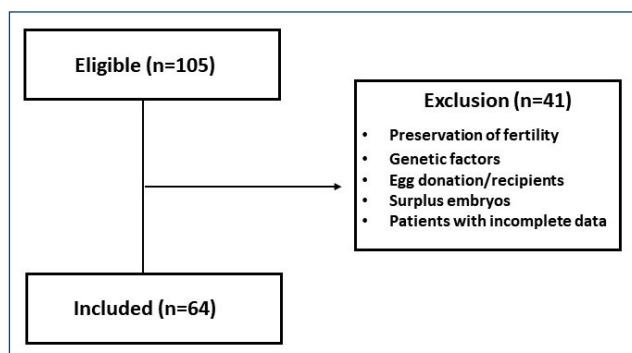 Eligible (n=105)
Exclusion (n=41)
• Preservation of fertility
• Genetic factors
• Egg donation/recipients
• Surplus embryos
• Patients with incomplete data
Included (n=64)